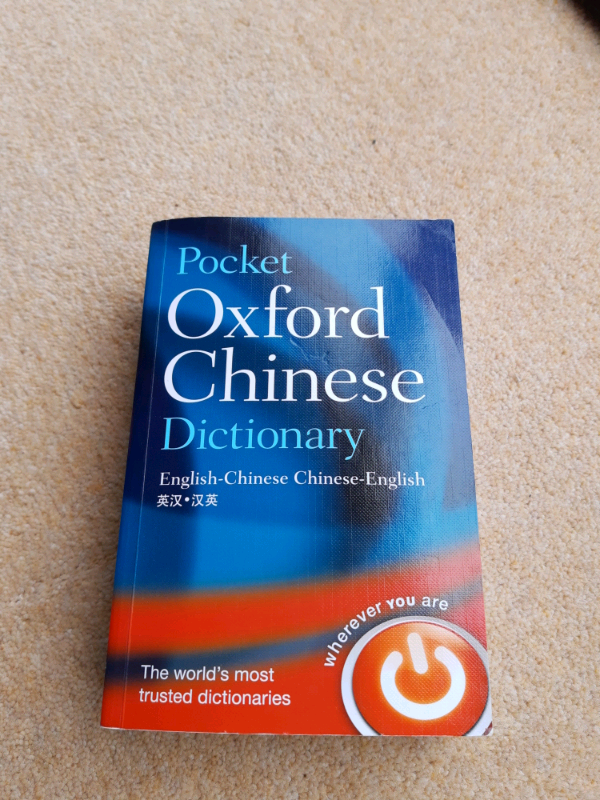 Pocket
Oxford
Chinese
Dictionary
English-Chinese Chinese-English
英汉•汉英
wherever YOU are
The world's most
trusted dictionaries